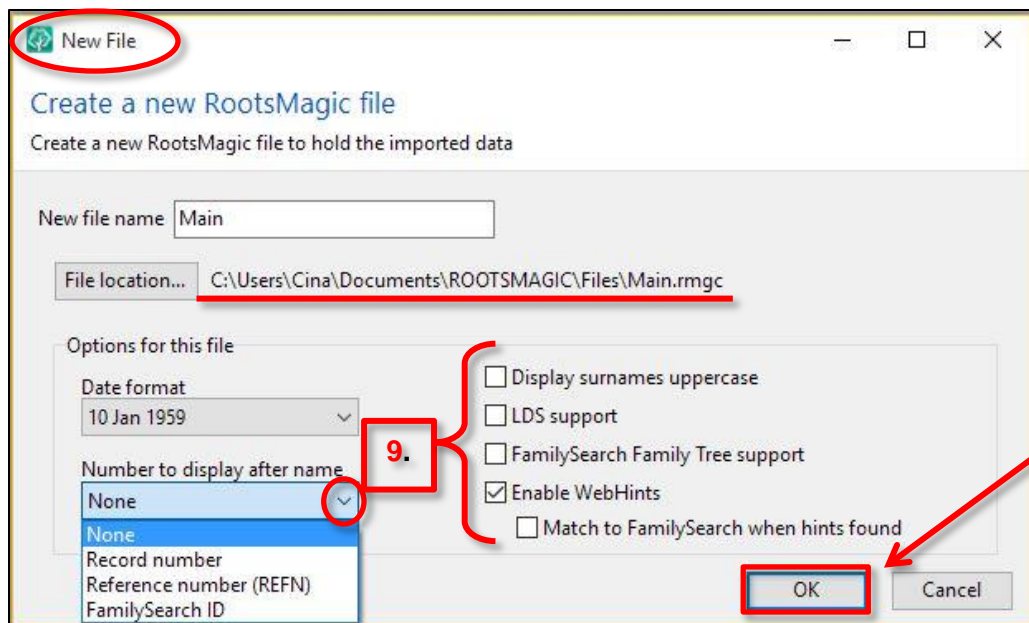 New File
Create a new RootsMagic file
Create a new RootsMagic file to hold the imported data
New file name Main
File location... C:\Users\Cina\Documents\ROOTSMAGIC\Files\Main.rmgc
Options for this file
Date format
10 Jan 1959
Number to display after name
None
None
Record number
Reference number (REFN)
FamilySearch ID
9.
Display surnames uppercase
LDS support
FamilySearch Family Tree support
Enable WebHints
Match to FamilySearch when hints found
OK Cancel